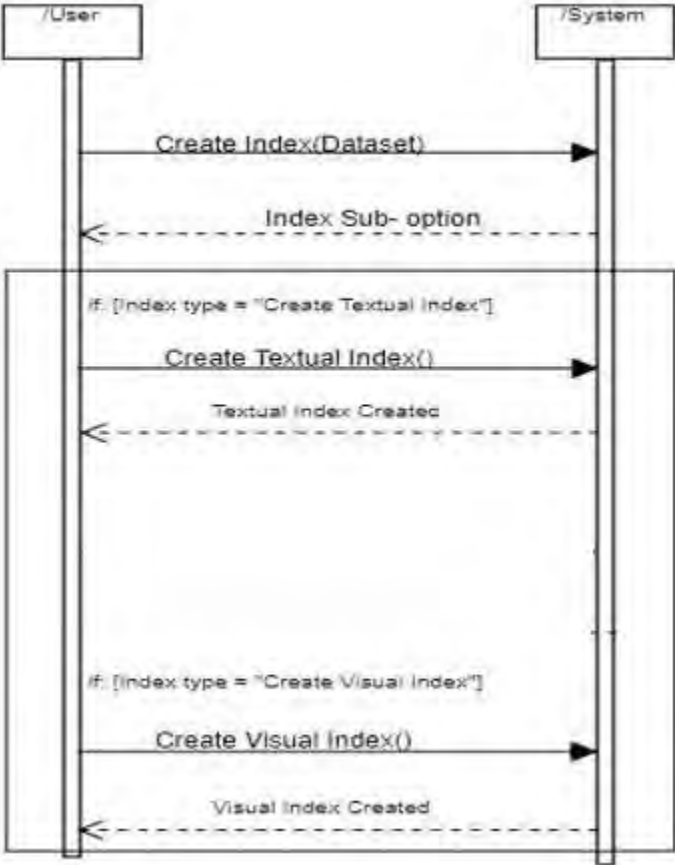 /User
/System
Create Index(Dataset)
Index Sub- option
if: [Index type = "Create Textual Index"]
Create Textual Index()
Textual Index Created
if: [Index type = "Create Visual Index"]
Create Visual Index()
Visual Index Created